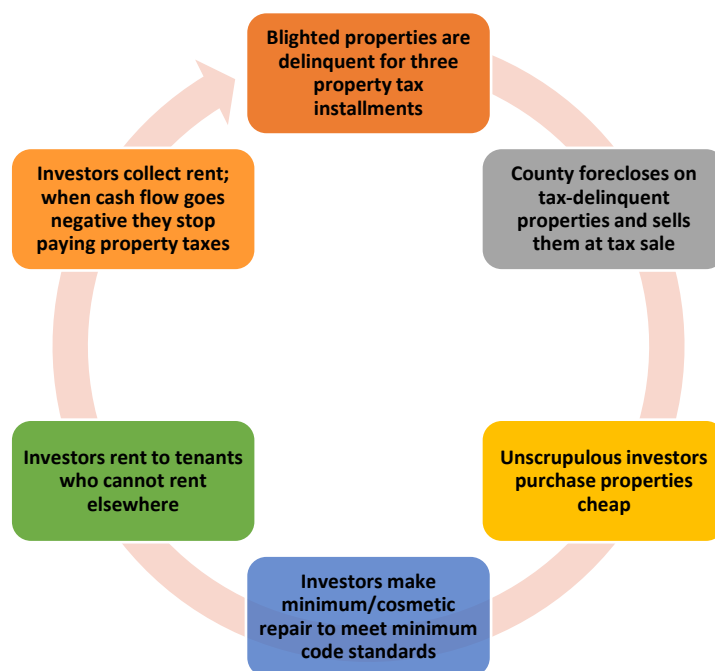 Blighted properties are
delinquent for three
property tax
installments
County forecloses on
tax-delinquent
properties and sells
them at tax sale
Unscrupulous investors
purchase properties
cheap
Investors make
minimum/cosmetic
repair to meet minimum
code standards
Investors rent to tenants
who cannot rent
elsewhere
Investors collect rent;
when cash flow goes
negative they stop
paying property taxes